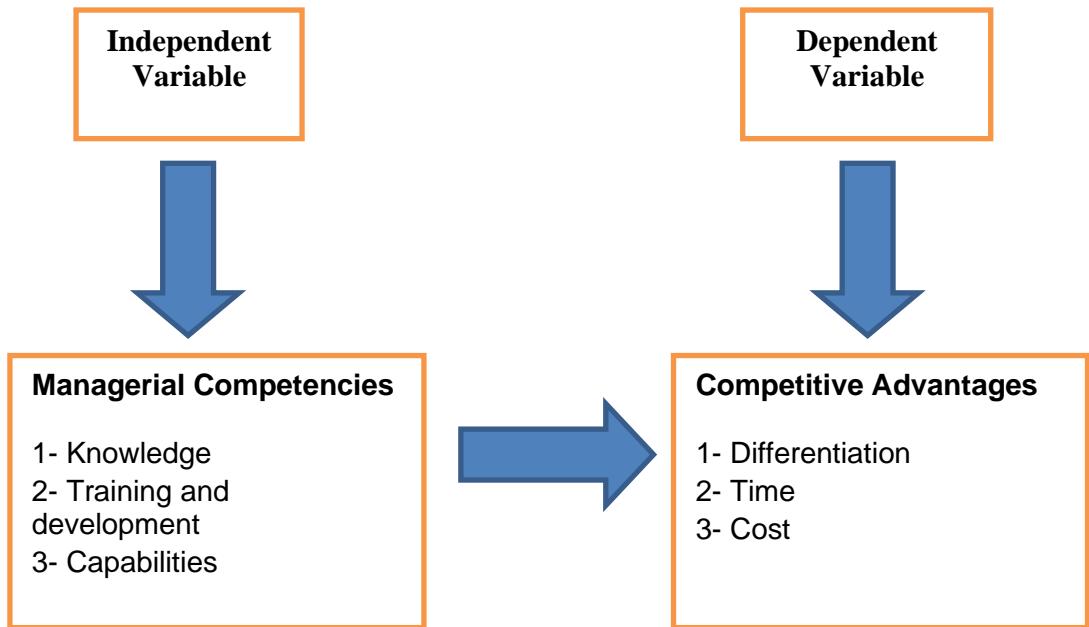 Independent
Variable
Dependent
Variable
Managerial Competencies
1- Knowledge
2- Training and
development
3- Capabilities
Competitive Advantages
1- Differentiation
2- Time
3- Cost